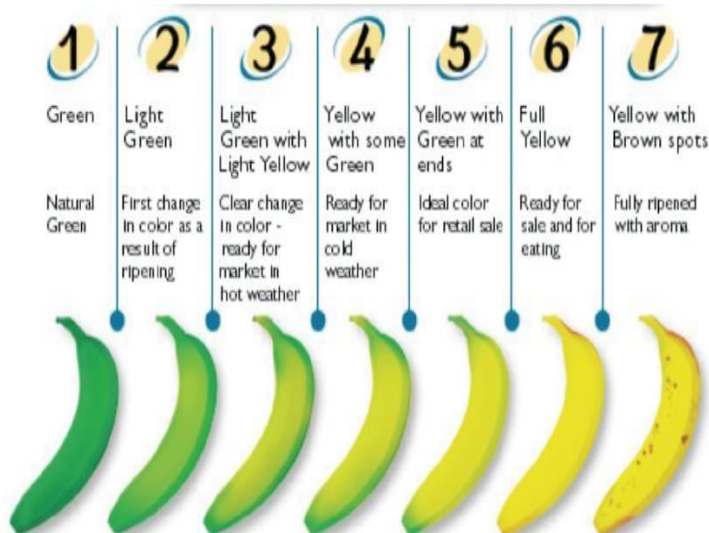 1
2
3
4
5
6
7
Green
Light
Green
Light
Green with
Light Yellow
Yellow
with some
Green
Yellow with
Green at
ends
Full
Yellow
Yellow with
Brown spots
Natural
Green
First change
in color as a
result of
ripening
Clear change
in color -
ready for
market in
hot weather
Ready for
market in
cold
weather
Ideal color
for retail sale
Ready for
sale and for
eating
Fully ripened
with aroma